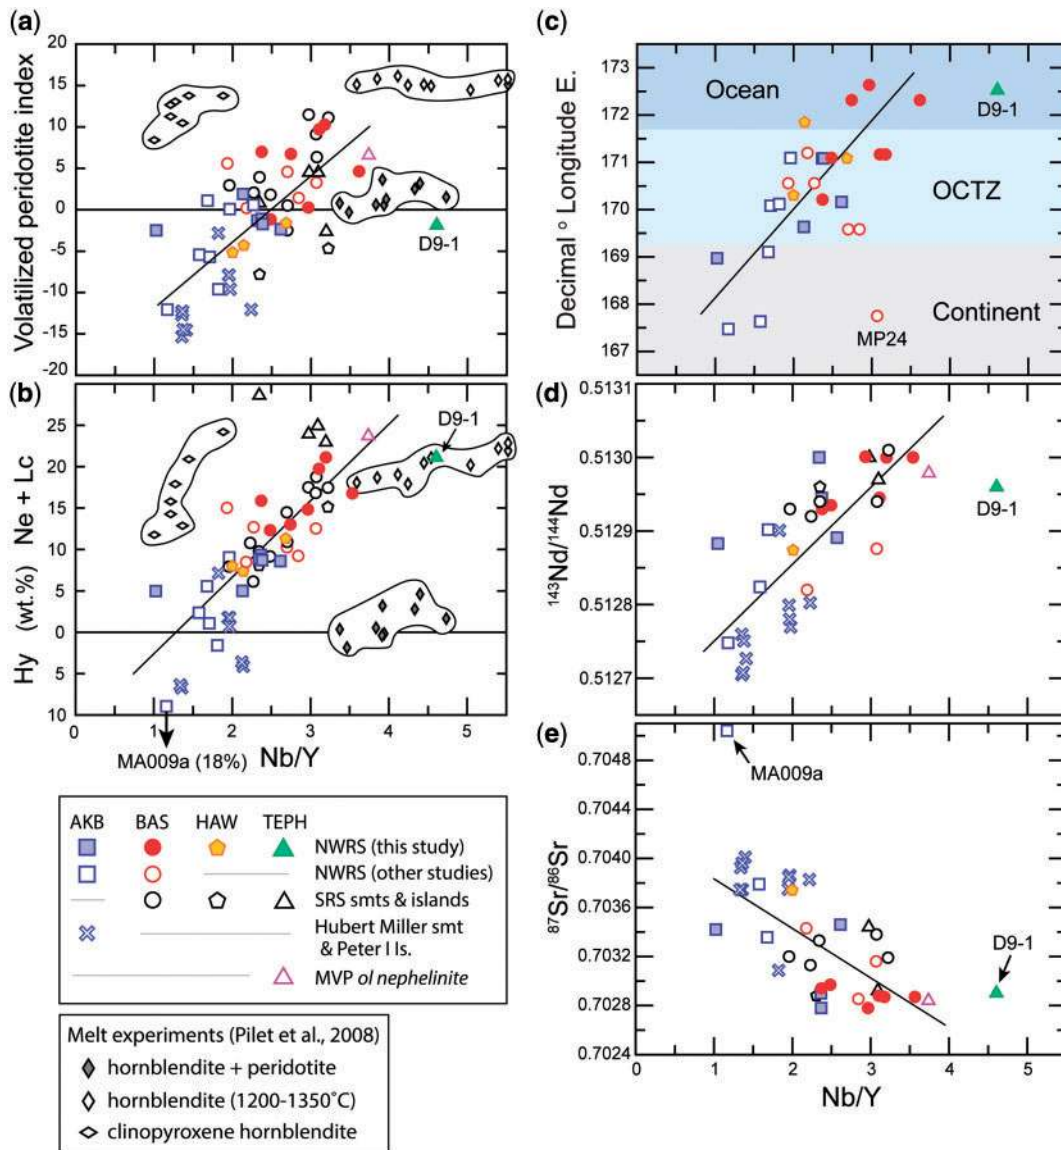 (a)
20
15
10
5
0
-5
-10
-15
-20
Volatilized peridotite index
D9-1
(b)
25
20
15
10
5
0
5
10
Hy (wt.%) Ne + Lc
D9-1
0 1 2 3 4 5
Nb/Y
MA009a (18%)
(c)
173
172
171
170
169
168
167
Decimal ° Longitude E.
Ocean
D9-1
OCTZ
Continent
MP24
(d)
0.5131
0.5130
0.5129
0.5128
0.5127
143Nd/144Nd
D9-1
(e)
0.7048
0.7044
0.7040
0.7036
0.7032
0.7028
0.7024
87Sr/86Sr
MA009a
D9-1
0 1 2 3 4 5
Nb/Y
AKB BAS HAW TEPH
NWRS (this study)
NWRS (other studies)
SRS smts & islands
Hubert Miller smt
& Peter I Is.
MVP ol nephelinite
Melt experiments (Pilet et al., 2008)
hornblendite + peridotite
hornblendite (1200-1350°C)
clinopyroxene hornblendite